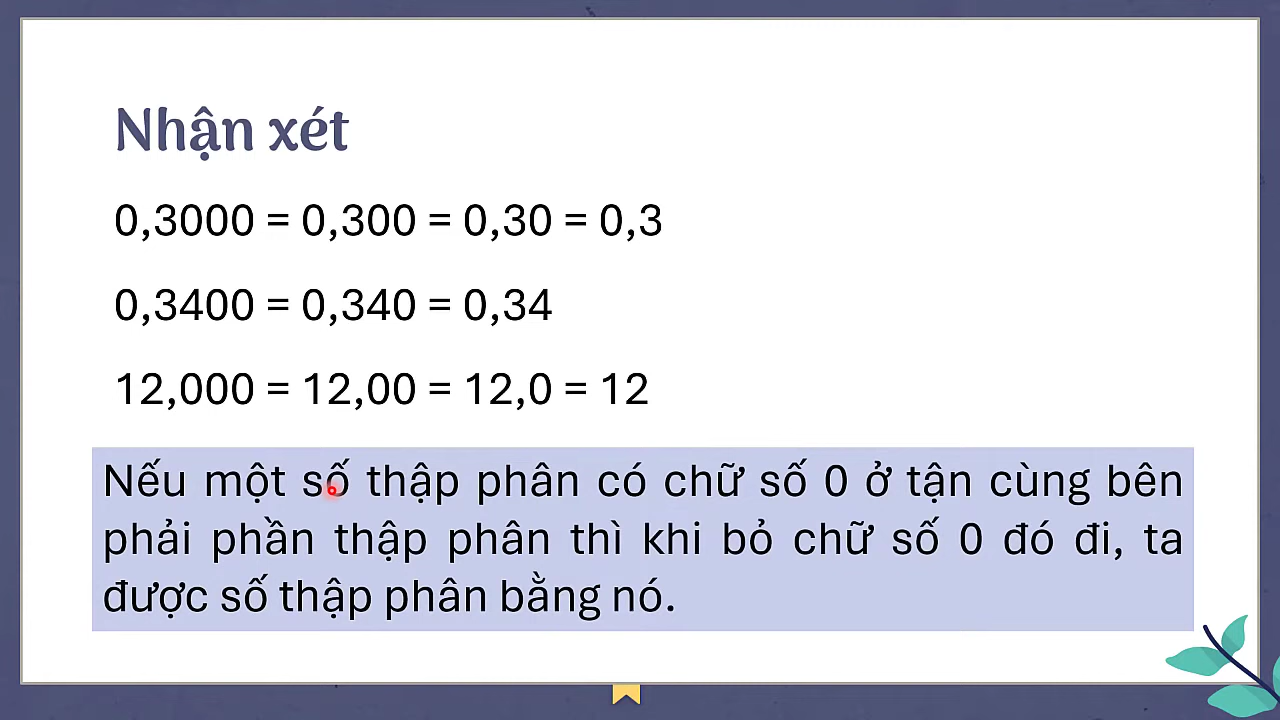 Nhận xét
0,3000 = 0,300 = 0,30 = 0,3
0,3400 = 0,340 = 0,34
12,000 = 12,00 = 12,0 = 12
Nếu một số thập phân có chữ số 0 ở tận cùng bên
phải phần thập phân thì khi bỏ chữ số 0 đó đi, ta
được số thập phân bằng nó.